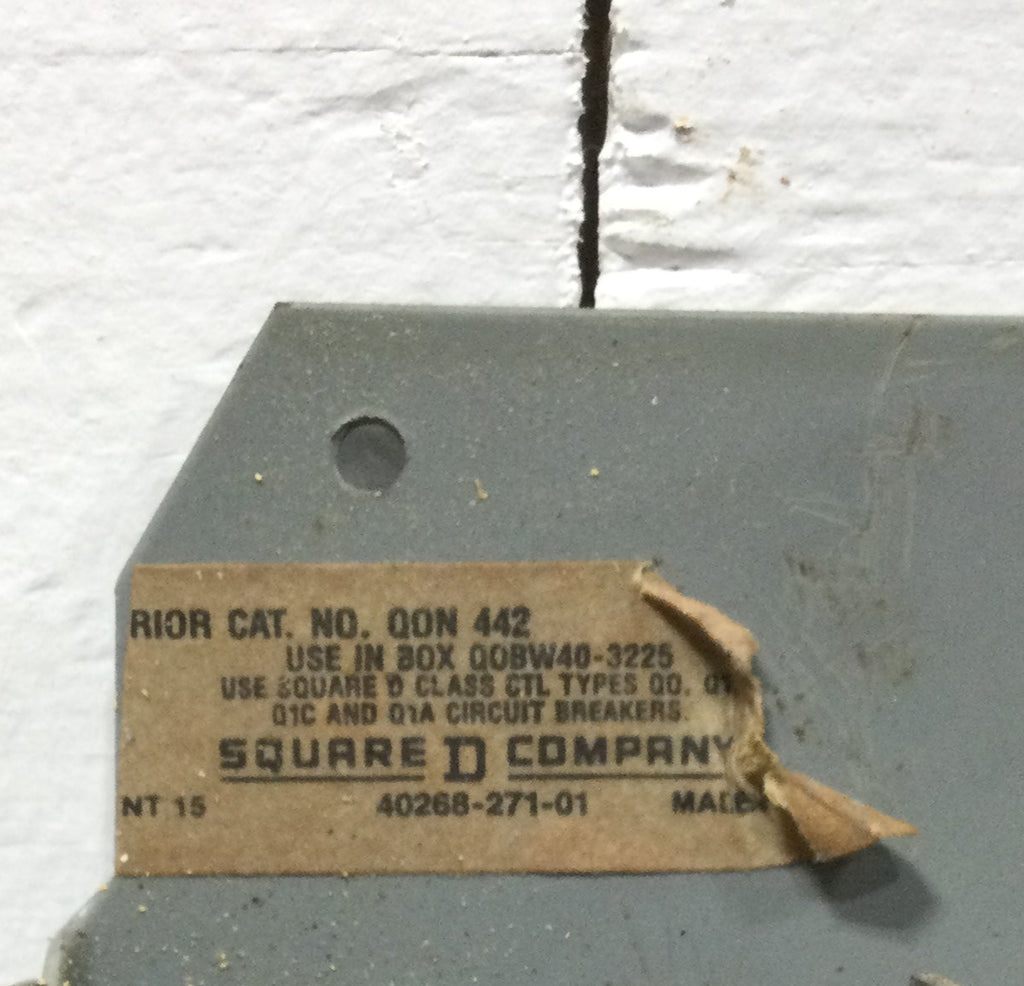 RIOR CAT. NO. QON 442
USE IN BOX QOBW40-3225
USE SQUARE D CLASS CTL TYPES QO, Q1
Q1C AND Q1A CIRCUIT BREAKERS.
SQUARE D COMPANY
NT 15 40268-271-01